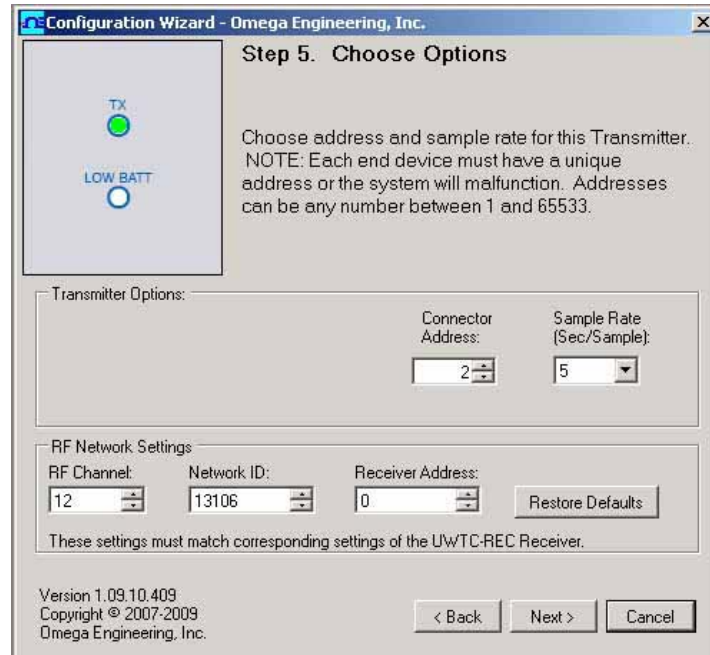 Configuration Wizard - Omega Engineering, Inc.
Step 5. Choose Options
TX
LOW BATT
Choose address and sample rate for this Transmitter.
NOTE: Each end device must have a unique
address or the system will malfunction. Addresses
can be any number between 1 and 65533.
Transmitter Options:
Connector Address:
Sample Rate (Sec/Sample):
2
5
RF Network Settings
RF Channel: Network ID: Receiver Address:
12 13106 0 Restore Defaults
These settings must match corresponding settings of the UWTC-REC Receiver.
Version 1.09.10.409
Copyright © 2007-2009
Omega Engineering, Inc.
< Back Next > Cancel